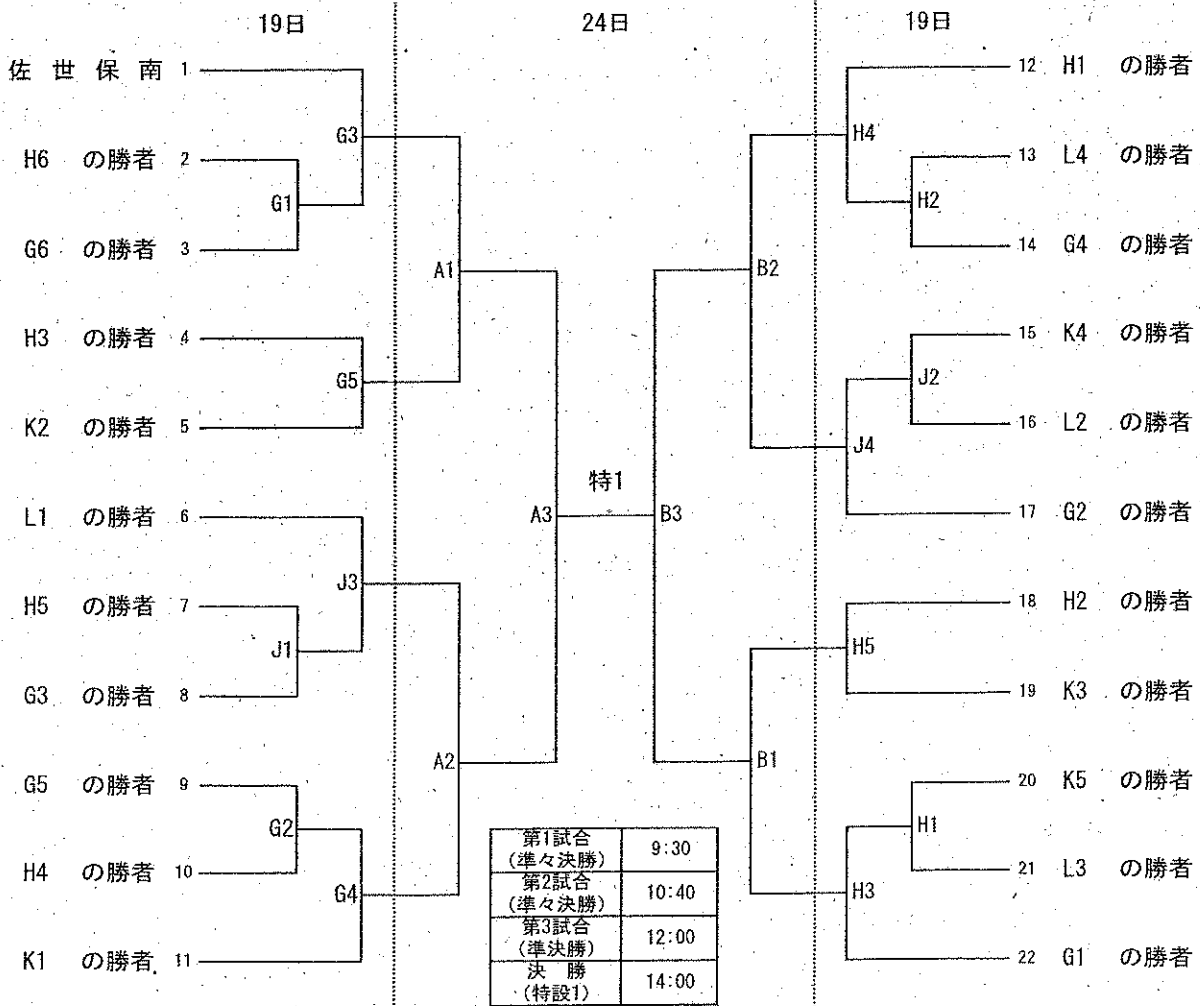 19日 24日 19日
佐世保南 1
H6 の勝者 2
G6 の勝者 3
H3 の勝者 4
K2 の勝者 5
L1 の勝者 6
H5 の勝者 7
G3 の勝者 8
G5 の勝者 9
H4 の勝者 10
K1 の勝者 11
G3
G1
G5
J3
J1
G2
G4
A1
A2
A3
特1
B3
B2
B1
H4
H2
J2
J4
H5
H1
H3
12 H1 の勝者
13 L4 の勝者
14 G4 の勝者
15 K4 の勝者
16 L2 の勝者
17 G2 の勝者
18 H2 の勝者
19 K3 の勝者
20 K5 の勝者
21 L3 の勝者
22 G1 の勝者
第1試合
(準々決勝) 9:30
第2試合
(準々決勝) 10:40
第3試合
(準決勝) 12:00
決 勝
(特設1) 14:00